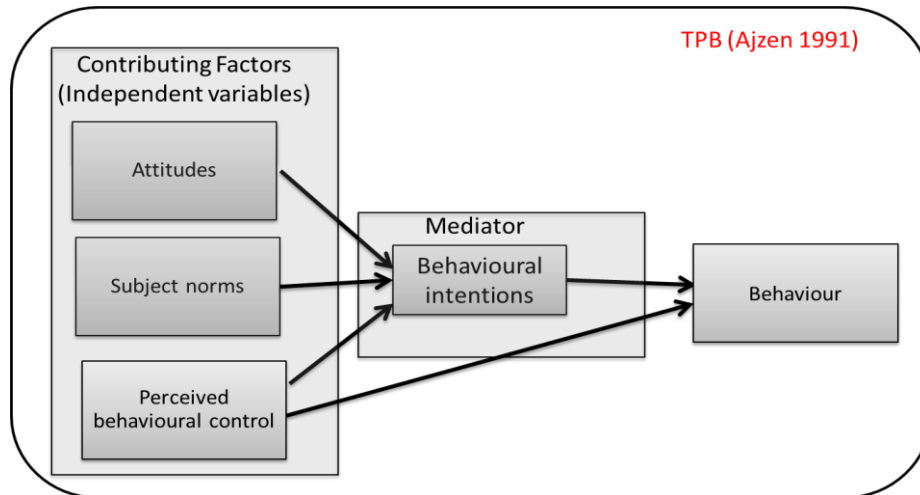 TPB (Ajzen 1991)
Contributing Factors
(Independent variables)
Attitudes
Subject norms
Perceived
behavioural control
Mediator
Behavioural
intentions
Behaviour